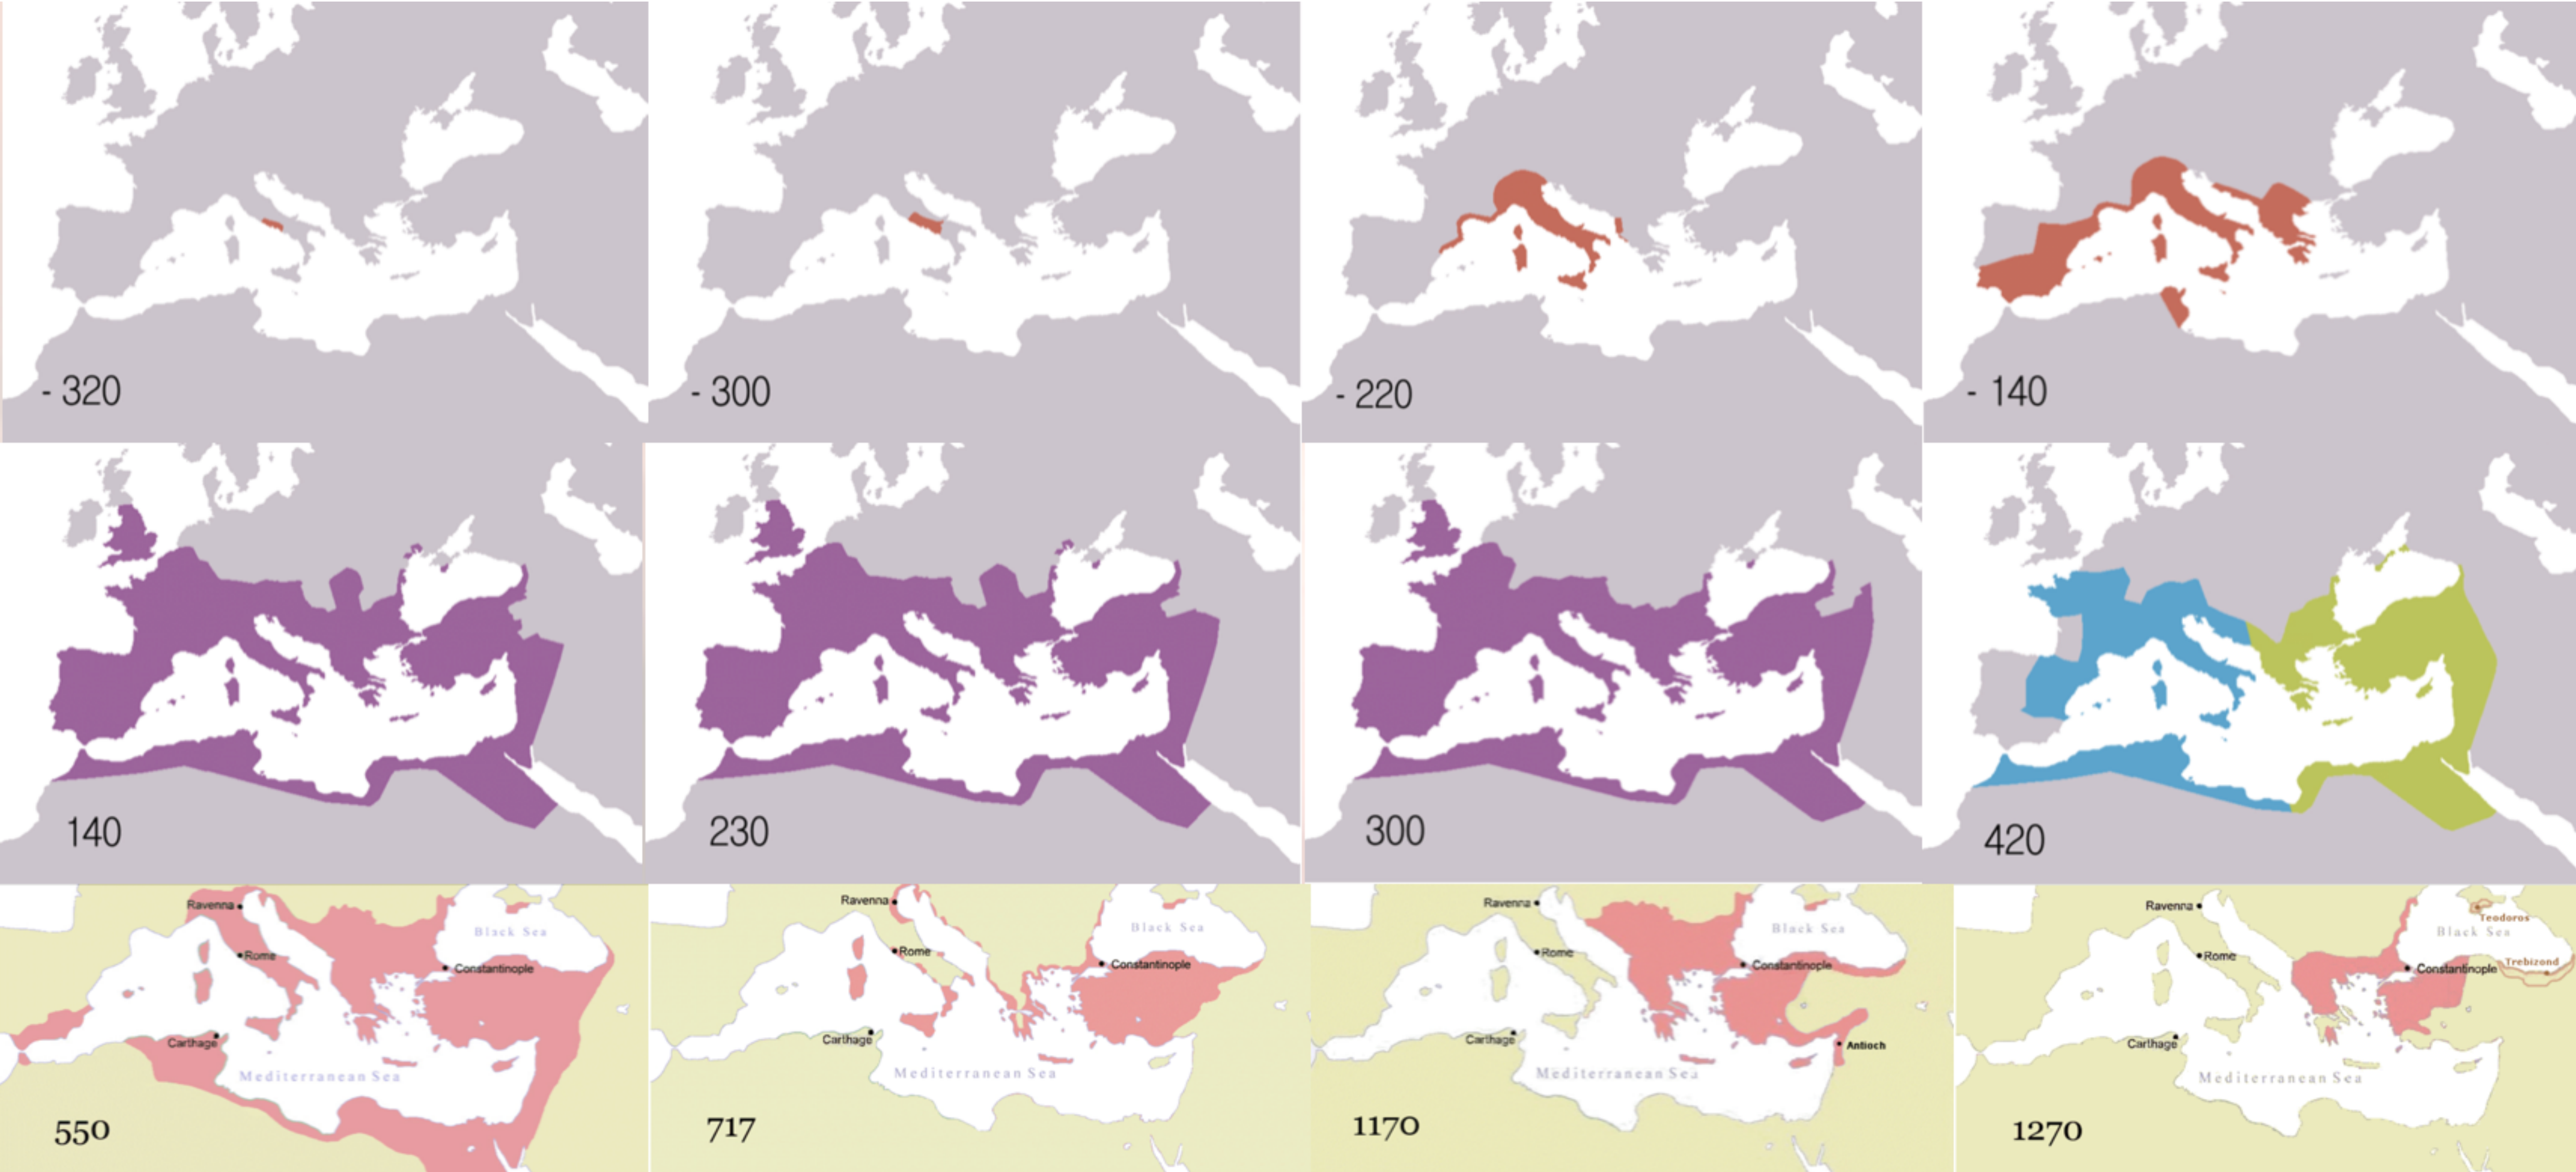 - 320
- 300
- 220
- 140
140
230
300
420
Ravenna
Black Sea
Rome
Constantinople
Carthage
Mediterranean Sea
550
Ravenna
Black Sea
Rome
Constantinople
Carthage
Mediterranean Sea
717
Ravenna
Black Sea
Rome
Constantinople
Carthage
Antioch
Mediterranean Sea
1170
Ravenna
Teodoros
Black Sea
Rome
Trebizond
Constantinople
Carthage
Mediterranean Sea
1270